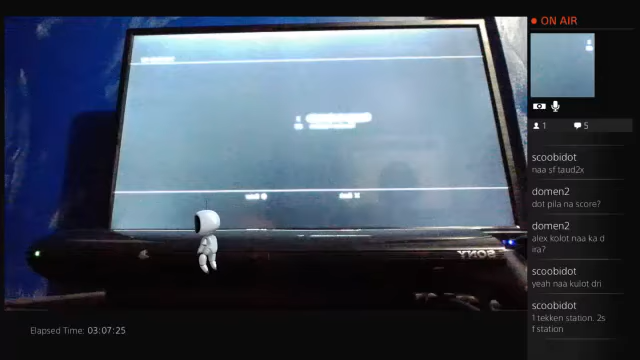 ON AIR
1
5
scoobidot
naa sf taud2x
domen2
dot pila na score?
domen2
alex kolot naa ka d
ira?
scoobidot
yeah naa kulot dri
scoobidot
1 tekken station. 2s
f station
SONY
Elapsed Time: 03:07:25